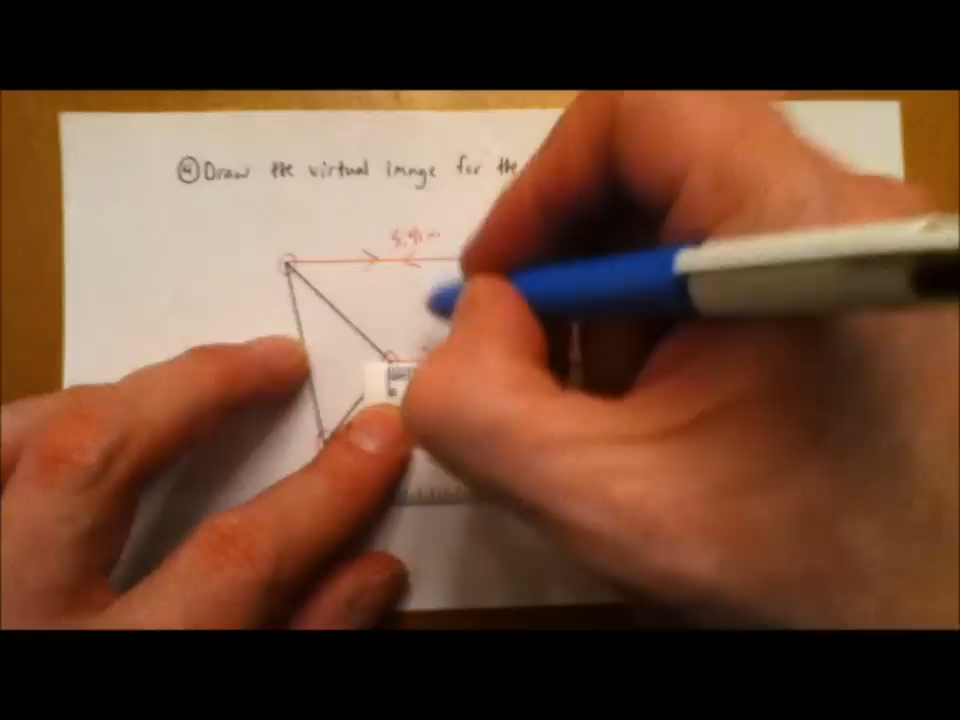 ④ Draw the virtual image for the